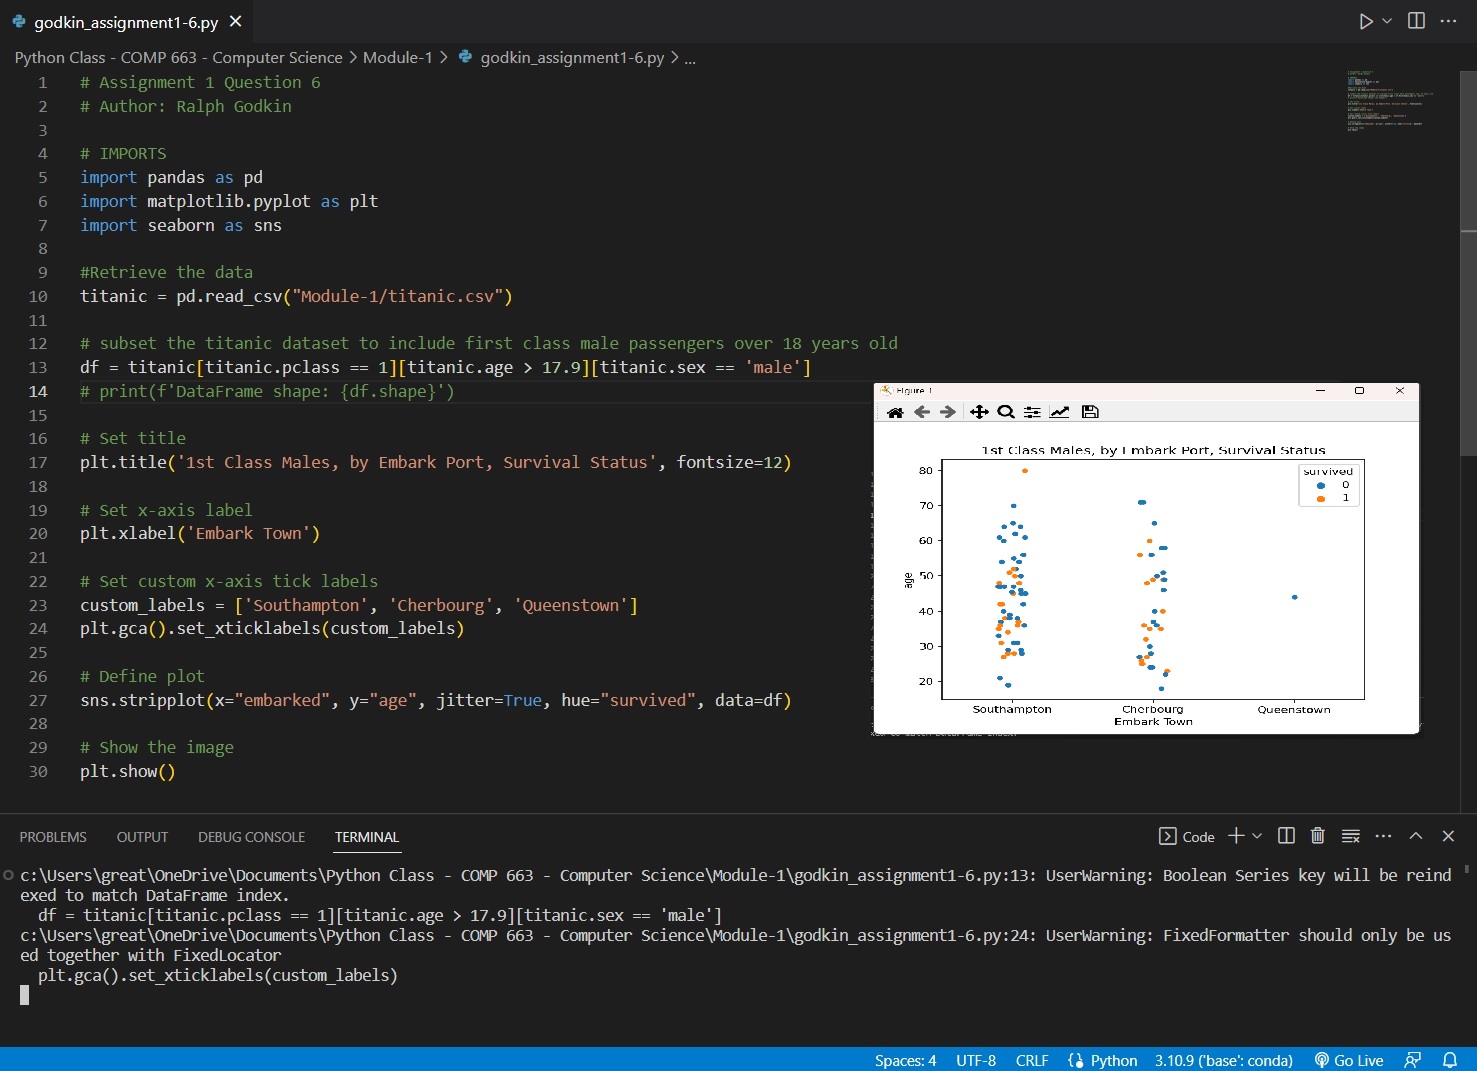 godkin_assignment1-6.py
Python Class - COMP 663 - Computer Science > Module-1 > godkin_assignment1-6.py > ...
1 # Assignment 1 Question 6
2 # Author: Ralph Godkin
3
4 # IMPORTS
5 import pandas as pd
6 import matplotlib.pyplot as plt
7 import seaborn as sns
8
9 #Retrieve the data
10 titanic = pd.read_csv("Module-1/titanic.csv")
11
12 # subset the titanic dataset to include first class male passengers over 18 years old
13 df = titanic[titanic.pclass == 1][titanic.age > 17.9][titanic.sex == 'male']
14 # print(f'DataFrame shape: {df.shape}')
15
16 # Set title
17 plt.title('1st Class Males, by Embark Port, Survival Status', fontsize=12)
18
19 # Set x-axis label
20 plt.xlabel('Embark Town')
21
22 # Set custom x-axis tick labels
23 custom_labels = ['Southampton', 'Cherbourg', 'Queenstown']
24 plt.gca().set_xticklabels(custom_labels)
25
26 # Define plot
27 sns.stripplot(x="embarked", y="age", jitter=True, hue="survived", data=df)
28
29 # Show the image
30 plt.show()
Figure 1
1st Class Males, by Embark Port, Survival Status
survived
0
1
80
70
60
50
40
30
20
age
Southampton Cherbourg Queenstown
Embark Town
PROBLEMS OUTPUT DEBUG CONSOLE TERMINAL
Code
c:\Users\great\OneDrive\Documents\Python Class - COMP 663 - Computer Science\Module-1\godkin_assignment1-6.py:13: UserWarning: Boolean Series key will be reind
exed to match DataFrame index.
df = titanic[titanic.pclass == 1][titanic.age > 17.9][titanic.sex == 'male']
c:\Users\great\OneDrive\Documents\Python Class - COMP 663 - Computer Science\Module-1\godkin_assignment1-6.py:24: UserWarning: FixedFormatter should only be us
ed together with FixedLocator
plt.gca().set_xticklabels(custom_labels)
Spaces: 4 UTF-8 CRLF Python 3.10.9 ('base': conda) Go Live